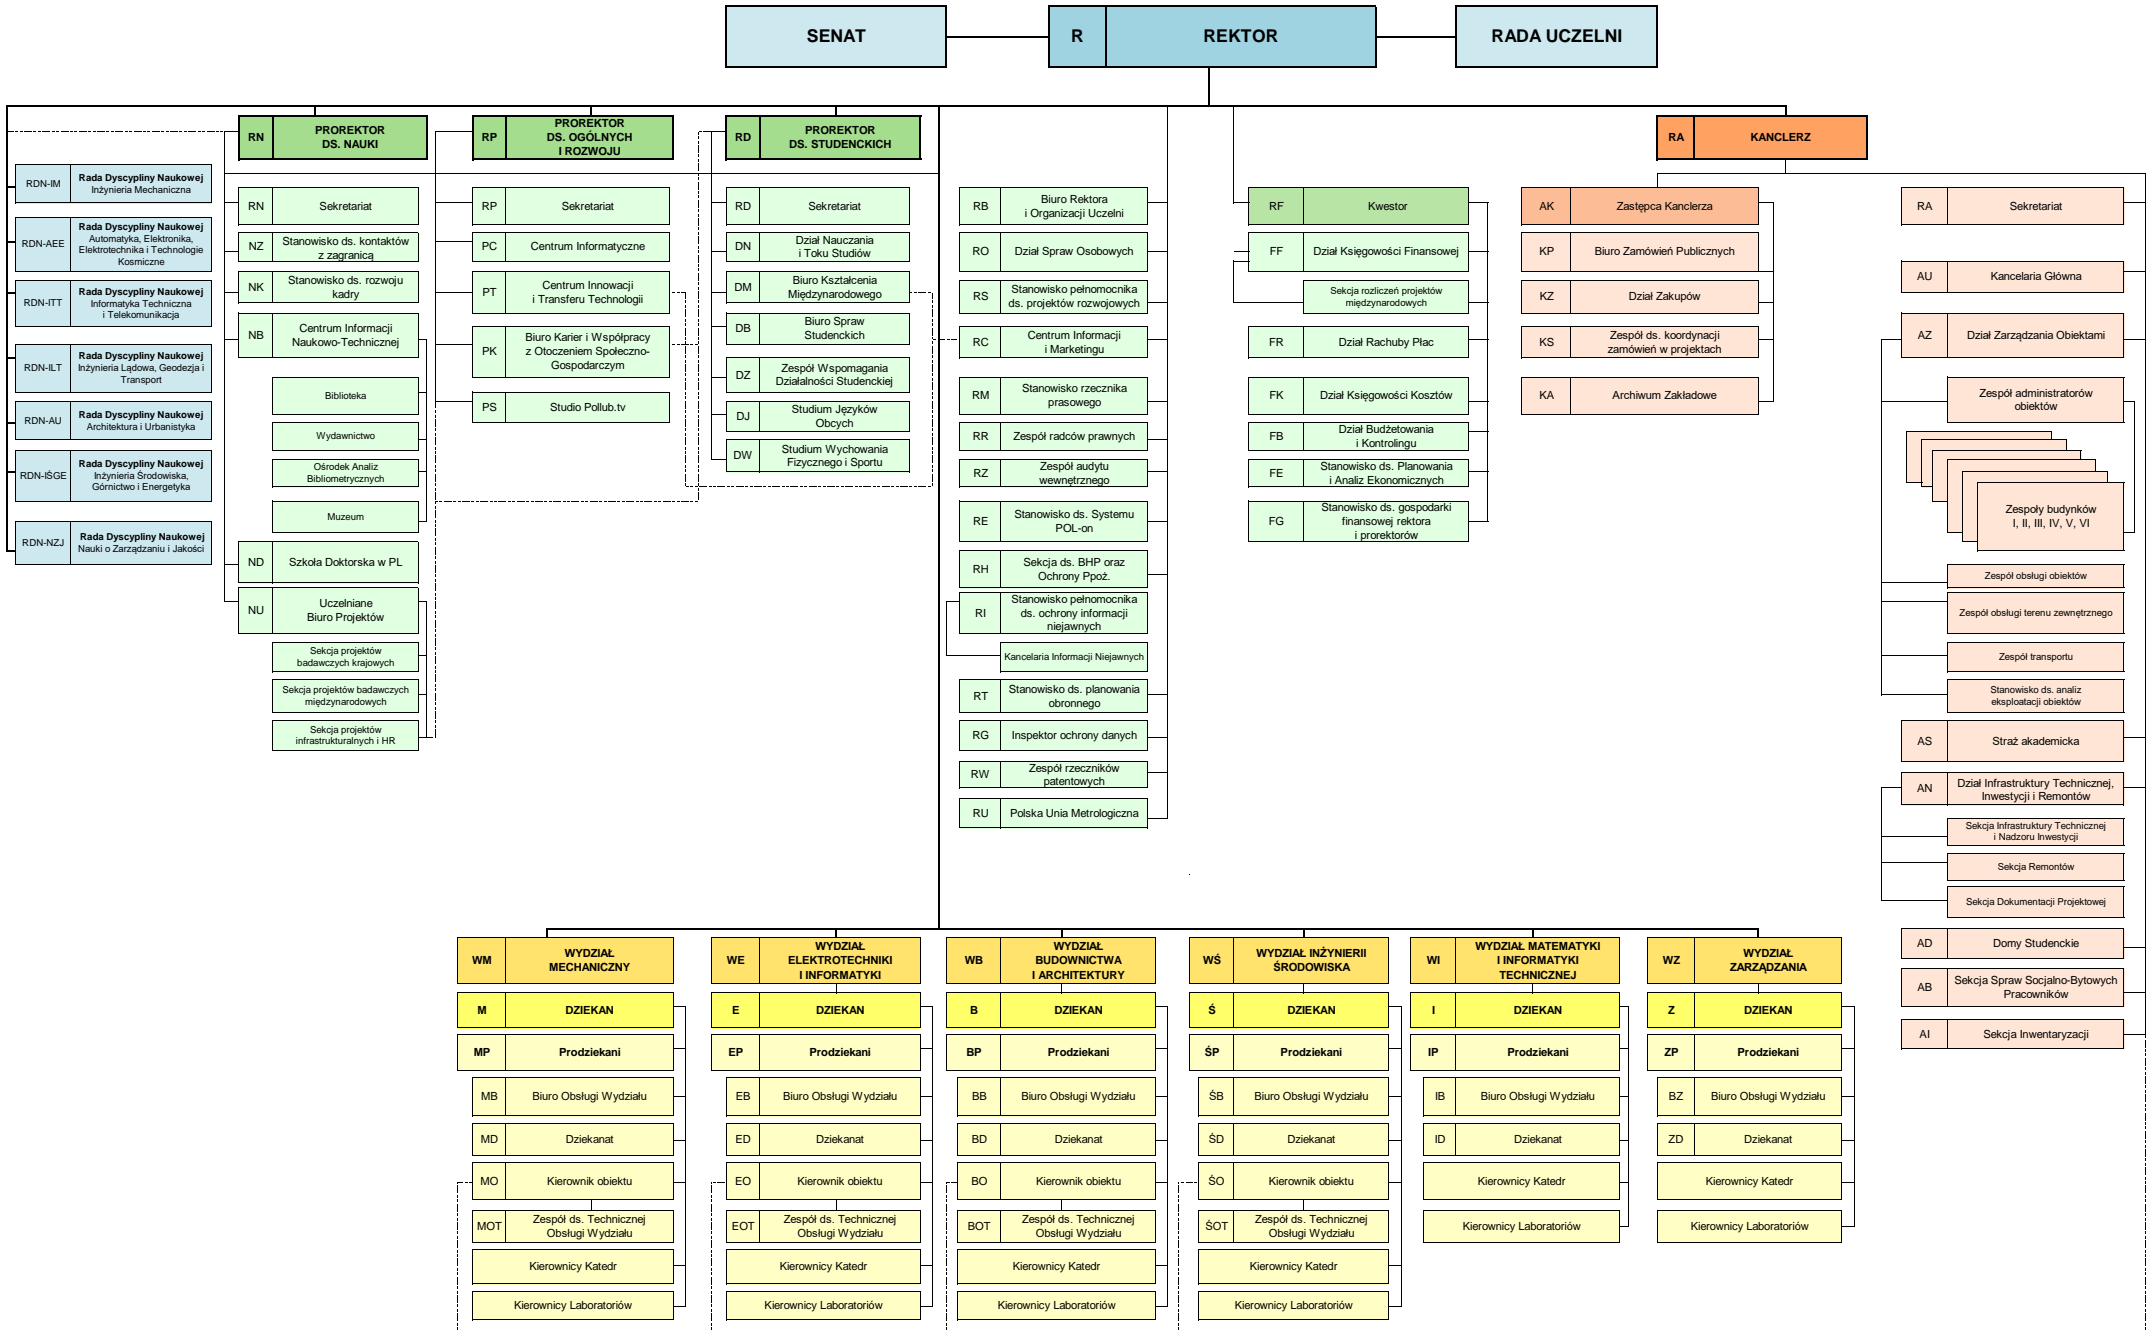 SENAT
R
REKTOR
RADA UCZELNI
RN
PROREKTOR
DS. NAUKI
RP
PROREKTOR
DS. OGÓLNYCH
I ROZWOJU
RD
PROREKTOR
DS. STUDENCKICH
RA
KANCLERZ
RDN-IM
Rada Dyscypliny Naukowej
Inżynieria Mechaniczna
RDN-AEE
Rada Dyscypliny Naukowej
Automatyka, Elektronika,
Elektrotechnika i Technologie
Kosmiczne
RDN-ITT
Rada Dyscypliny Naukowej
Informatyka Techniczna
i Telekomunikacja
RDN-ILT
Rada Dyscypliny Naukowej
Inżynieria Lądowa, Geodezja i
Transport
RDN-AU
Rada Dyscypliny Naukowej
Architektura i Urbanistyka
RDN-IŚGE
Rada Dyscypliny Naukowej
Inżynieria Środowiska,
Górnictwo i Energetyka
RDN-NZJ
Rada Dyscypliny Naukowej
Nauki o Zarządzaniu i Jakości
RN
Sekretariat
NZ
Stanowisko ds. kontaktów
z zagranicą
NK
Stanowisko ds. rozwoju
kadry
NB
Centrum Informacji
Naukowo-Technicznej
Biblioteka
Wydawnictwo
Ośrodek Analiz
Bibliometrycznych
Muzeum
ND
Szkoła Doktorska w PL
NU
Uczelniane
Biuro Projektów
Sekcja projektów
badawczych krajowych
Sekcja projektów badawczych
międzynarodowych
Sekcja projektów
infrastrukturalnych i HR
RP
Sekretariat
PC
Centrum Informatyczne
PT
Centrum Innowacji
i Transferu Technologii
PK
Biuro Karier i Współpracy
z Otoczeniem Społeczno-
Gospodarczym
PS
Studio Pollub.tv
RD
Sekretariat
DN
Dział Nauczania
i Toku Studiów
DM
Biuro Kształcenia
Międzynarodowego
DB
Biuro Spraw
Studenckich
DZ
Zespół Wspomagania
Działalności Studenckiej
DJ
Studium Języków
Obcych
DW
Studium Wychowania
Fizycznego i Sportu
RB
Biuro Rektora
i Organizacji Uczelni
RO
Dział Spraw Osobowych
RS
Stanowisko pełnomocnika
ds. projektów rozwojowych
RC
Centrum Informacji
i Marketingu
RM
Stanowisko rzecznika
prasowego
RR
Zespół radców prawnych
RZ
Zespół audytu
wewnętrznego
RE
Stanowisko ds. Systemu
POL-on
RH
Sekcja ds. BHP oraz
Ochrony Ppoż.
RI
Stanowisko pełnomocnika
ds. ochrony informacji
niejawnych
Kancelaria Informacji Niejawnych
RT
Stanowisko ds. planowania
obronnego
RG
Inspektor ochrony danych
RW
Zespół rzeczników
patentowych
RU
Polska Unia Metrologiczna
RF
Kwestor
FF
Dział Księgowości Finansowej
Sekcja rozliczeń projektów
międzynarodowych
FR
Dział Rachuby Płac
FK
Dział Księgowości Kosztów
FB
Dział Budżetowania
i Kontrolingu
FE
Stanowisko ds. Planowania
i Analiz Ekonomicznych
FG
Stanowisko ds. gospodarki
finansowej rektora
i prorektorów
AK
Zastępca Kanclerza
KP
Biuro Zamówień Publicznych
KZ
Dział Zakupów
KS
Zespół ds. koordynacji
zamówień w projektach
KA
Archiwum Zakładowe
RA
Sekretariat
AU
Kancelaria Główna
AZ
Dział Zarządzania Obiektami
Zespół administratorów
obiektów
Zespoły budynków
I, II, III, IV, V, VI
Zespół obsługi obiektów
Zespół obsługi terenu zewnętrznego
Zespół transportu
Stanowisko ds. analiz
eksploatacji obiektów
AS
Straż akademicka
AN
Dział Infrastruktury Technicznej,
Inwestycji i Remontów
Sekcja Infrastruktury Technicznej
i Nadzoru Inwestycji
Sekcja Remontów
Sekcja Dokumentacji Projektowej
AD
Domy Studenckie
AB
Sekcja Spraw Socjalno-Bytowych
Pracowników
AI
Sekcja Inwentaryzacji
WM
WYDZIAŁ
MECHANICZNY
M
DZIEKAN
MP
Prodziekani
MB
Biuro Obsługi Wydziału
MD
Dziekanat
MO
Kierownik obiektu
MOT
Zespół ds. Technicznej
Obsługi Wydziału
Kierownicy Katedr
Kierownicy Laboratoriów
WE
WYDZIAŁ
ELEKTROTECHNIKI
I INFORMATYKI
E
DZIEKAN
EP
Prodziekani
EB
Biuro Obsługi Wydziału
ED
Dziekanat
EO
Kierownik obiektu
EOT
Zespół ds. Technicznej
Obsługi Wydziału
Kierownicy Katedr
Kierownicy Laboratoriów
WB
WYDZIAŁ
BUDOWNICTWA
I ARCHITEKTURY
B
DZIEKAN
BP
Prodziekani
BB
Biuro Obsługi Wydziału
BD
Dziekanat
BO
Kierownik obiektu
BOT
Zespół ds. Technicznej
Obsługi Wydziału
Kierownicy Katedr
Kierownicy Laboratoriów
WŚ
WYDZIAŁ INŻYNIERII
ŚRODOWISKA
Ś
DZIEKAN
ŚP
Prodziekani
ŚB
Biuro Obsługi Wydziału
ŚD
Dziekanat
ŚO
Kierownik obiektu
ŚOT
Zespół ds. Technicznej
Obsługi Wydziału
Kierownicy Katedr
Kierownicy Laboratoriów
WI
WYDZIAŁ MATEMATYKI
I INFORMATYKI
TECHNICZNEJ
I
DZIEKAN
IP
Prodziekani
IB
Biuro Obsługi Wydziału
ID
Dziekanat
Kierownicy Katedr
Kierownicy Laboratoriów
WZ
WYDZIAŁ
ZARZĄDZANIA
Z
DZIEKAN
ZP
Prodziekani
BZ
Biuro Obsługi Wydziału
ZD
Dziekanat
Kierownicy Katedr
Kierownicy Laboratoriów